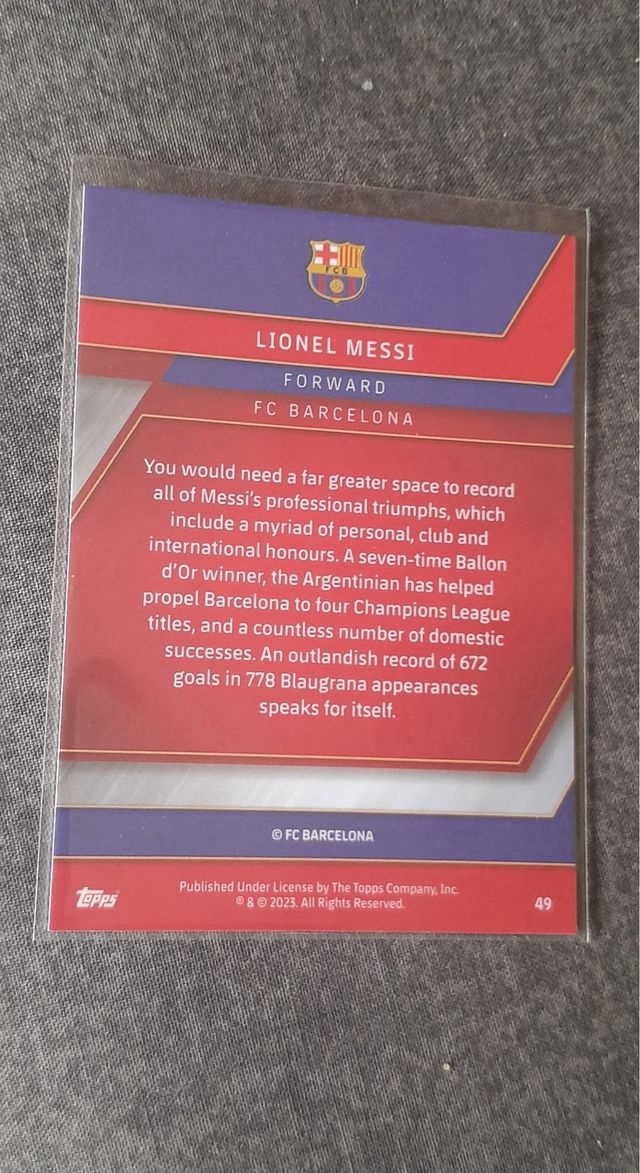 FCB
LIONEL MESSI
FORWARD
FC BARCELONA
You would need a far greater space to record
all of Messi's professional triumphs, which
include a myriad of personal, club and
international honours. A seven-time Ballon
d'Or winner, the Argentinian has helped
propel Barcelona to four Champions League
titles, and a countless number of domestic
successes. An outlandish record of 672
goals in 778 Blaugrana appearances
speaks for itself.
© FC BARCELONA
topps
Published Under License by The Topps Company, Inc.
® & © 2023. All Rights Reserved.
49